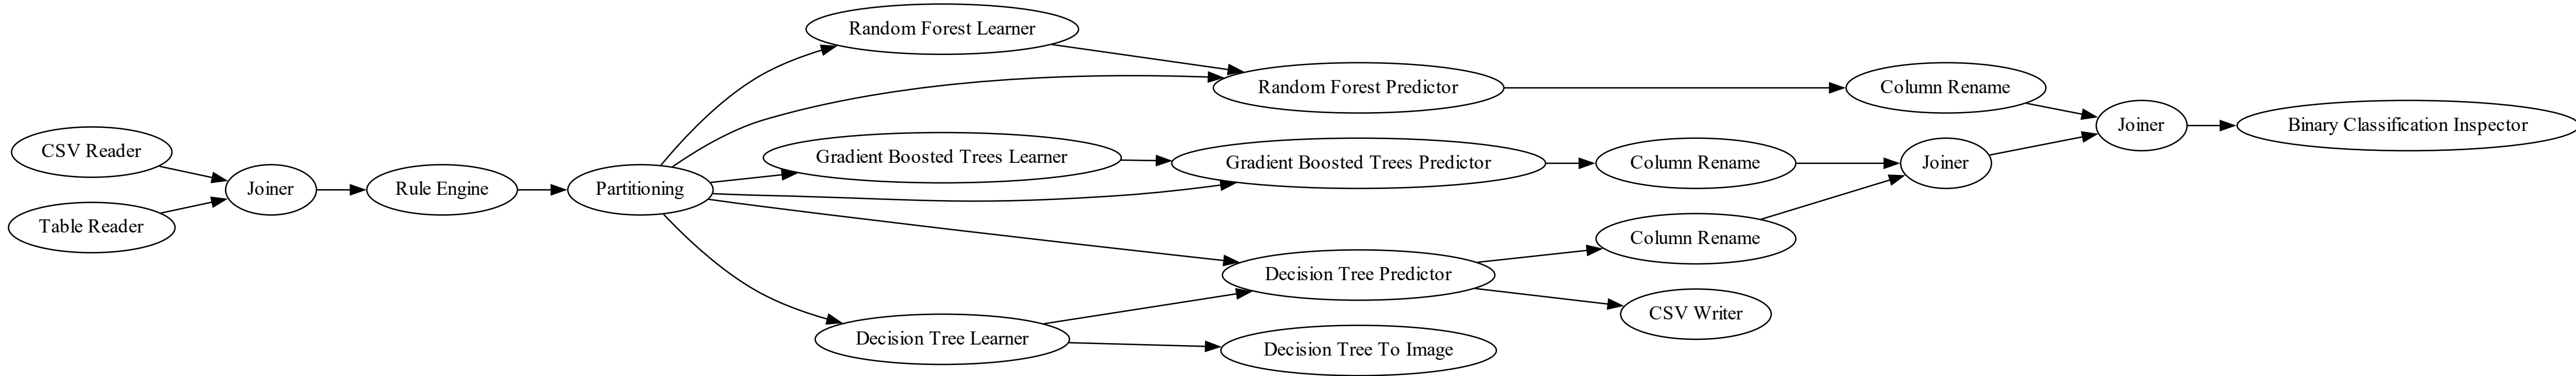 Random Forest Learner
Random Forest Predictor
Column Rename
CSV Reader
Joiner
Binary Classification Inspector
Gradient Boosted Trees Learner
Gradient Boosted Trees Predictor
Column Rename
Joiner
Joiner
Rule Engine
Partitioning
Table Reader
Column Rename
Decision Tree Predictor
CSV Writer
Decision Tree Learner
Decision Tree To Image